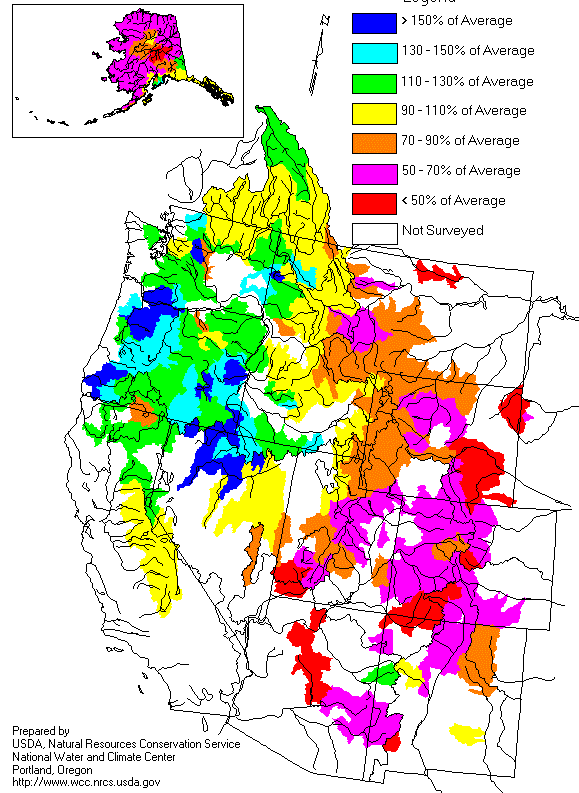 Legend
> 150% of Average
130 - 150% of Average
110 - 130% of Average
90 - 110% of Average
70 - 90% of Average
50 - 70% of Average
< 50% of Average
Not Surveyed
Prepared by
USDA, Natural Resources Conservation Service
National Water and Climate Center
Portland, Oregon
http://www.wcc.nrcs.usda.gov